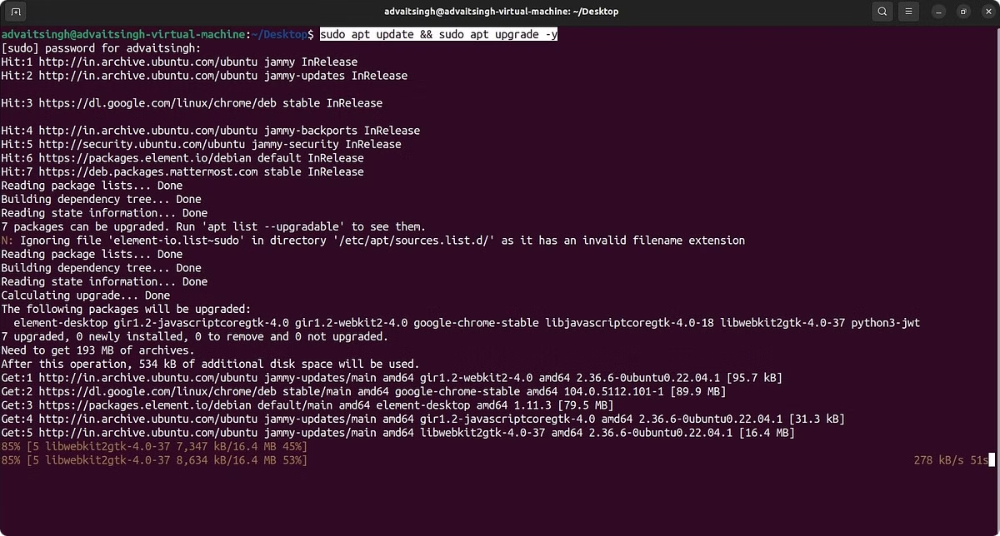 advaitsingh@advaitsingh-virtual-machine: ~/Desktop
advaitsingh@advaitsingh-virtual-machine:~/Desktop$ sudo apt update && sudo apt upgrade -y
[sudo] password for advaitsingh:
Hit:1 http://in.archive.ubuntu.com/ubuntu jammy InRelease
Hit:2 http://in.archive.ubuntu.com/ubuntu jammy-updates InRelease
Hit:3 https://dl.google.com/linux/chrome/deb stable InRelease
Hit:4 http://in.archive.ubuntu.com/ubuntu jammy-backports InRelease
Hit:5 http://security.ubuntu.com/ubuntu jammy-security InRelease
Hit:6 https://packages.element.io/debian default InRelease
Hit:7 https://deb.packages.mattermost.com stable InRelease
Reading package lists... Done
Building dependency tree... Done
Reading state information... Done
7 packages can be upgraded. Run 'apt list --upgradable' to see them.
N: Ignoring file 'element-io.list~sudo' in directory '/etc/apt/sources.list.d/' as it has an invalid filename extension
Reading package lists... Done
Building dependency tree... Done
Reading state information... Done
Calculating upgrade... Done
The following packages will be upgraded:
  element-desktop gir1.2-javascriptcoregtk-4.0 gir1.2-webkit2-4.0 google-chrome-stable libjavascriptcoregtk-4.0-18 libwebkit2gtk-4.0-37 python3-jwt
7 upgraded, 0 newly installed, 0 to remove and 0 not upgraded.
Need to get 193 MB of archives.
After this operation, 534 kB of additional disk space will be used.
Get:1 http://in.archive.ubuntu.com/ubuntu jammy-updates/main amd64 gir1.2-webkit2-4.0 amd64 2.36.6-0ubuntu0.22.04.1 [95.7 kB]
Get:2 https://dl.google.com/linux/chrome/deb stable/main amd64 google-chrome-stable amd64 104.0.5112.101-1 [89.9 MB]
Get:3 https://packages.element.io/debian default/main amd64 element-desktop amd64 1.11.3 [79.5 MB]
Get:4 http://in.archive.ubuntu.com/ubuntu jammy-updates/main amd64 gir1.2-javascriptcoregtk-4.0 amd64 2.36.6-0ubuntu0.22.04.1 [31.3 kB]
Get:5 http://in.archive.ubuntu.com/ubuntu jammy-updates/main amd64 libwebkit2gtk-4.0-37 amd64 2.36.6-0ubuntu0.22.04.1 [16.4 MB]
85% [5 libwebkit2gtk-4.0-37 7,347 kB/16.4 MB 45%]
85% [5 libwebkit2gtk-4.0-37 8,634 kB/16.4 MB 53%] 278 kB/s 51s